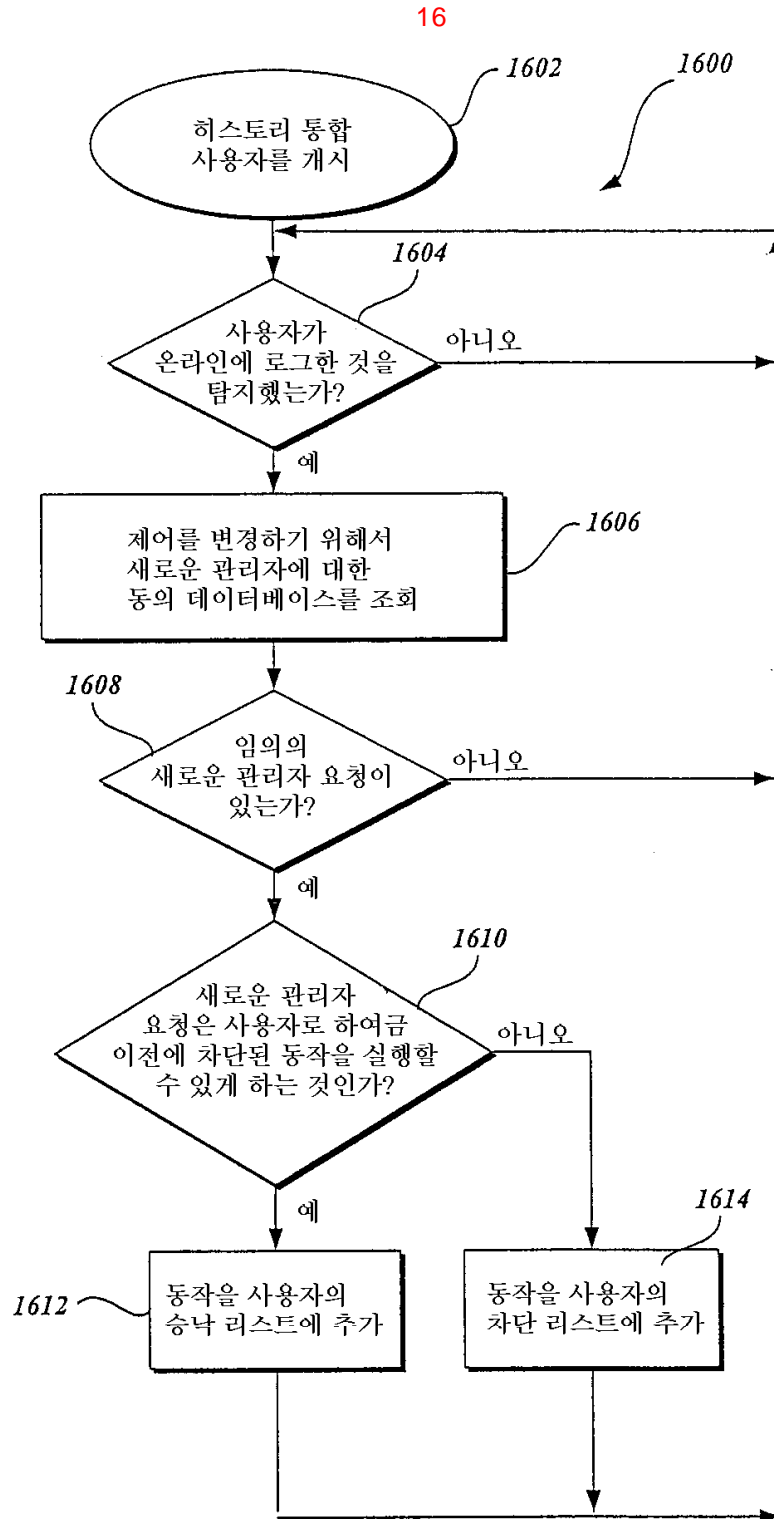 16
1602
1600
히스토리 통합
사용자를 개시
1604
사용자가
온라인에 로그한 것을
탐지했는가?
아니오
예
1606
제어를 변경하기 위해서
새로운 관리자에 대한
동의 데이터베이스를 조회
1608
임의의
새로운 관리자 요청이
있는가?
아니오
예
1610
새로운 관리자
요청은 사용자로 하여금
이전에 차단된 동작을 실행할
수 있게 하는 것인가?
아니오
예
1612
동작을 사용자의
승낙 리스트에 추가
1614
동작을 사용자의
차단 리스트에 추가